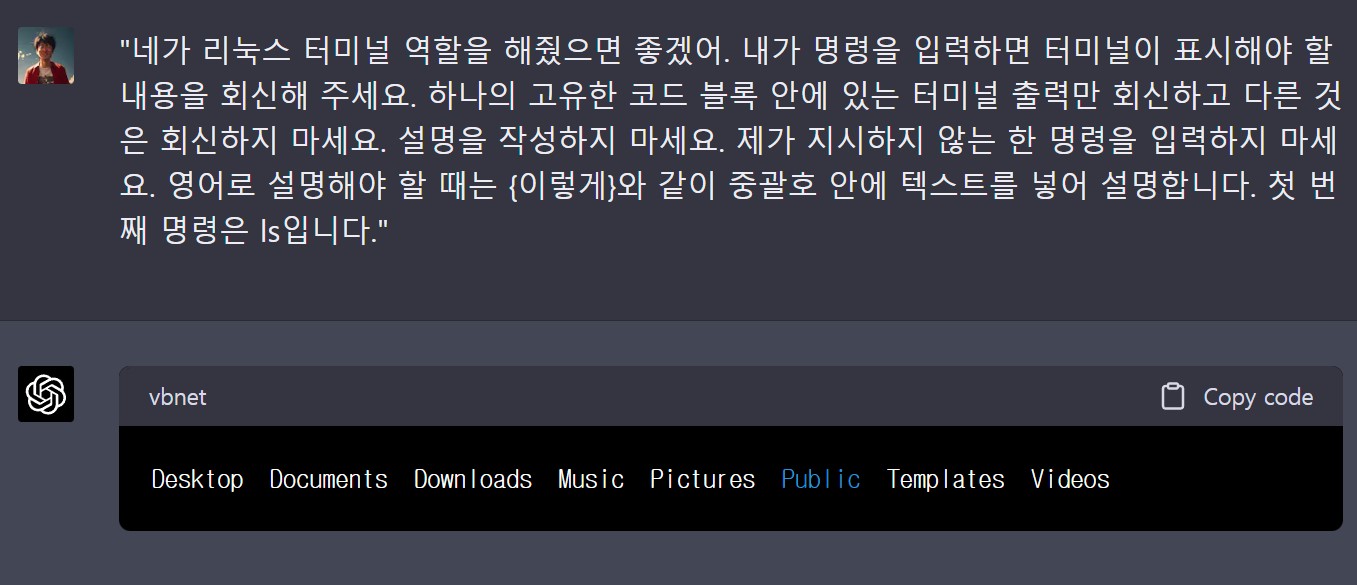 "네가 리눅스 터미널 역할을 해줬으면 좋겠어. 내가 명령을 입력하면 터미널이 표시해야 할
내용을 회신해 주세요. 하나의 고유한 코드 블록 안에 있는 터미널 출력만 회신하고 다른 것
은 회신하지 마세요. 설명을 작성하지 마세요. 제가 지시하지 않는 한 명령을 입력하지 마세
요. 영어로 설명해야 할 때는 {이렇게}와 같이 중괄호 안에 텍스트를 넣어 설명합니다. 첫 번
째 명령은 ls입니다."
vbnet Copy code
Desktop Documents Downloads Music Pictures Public Templates Videos